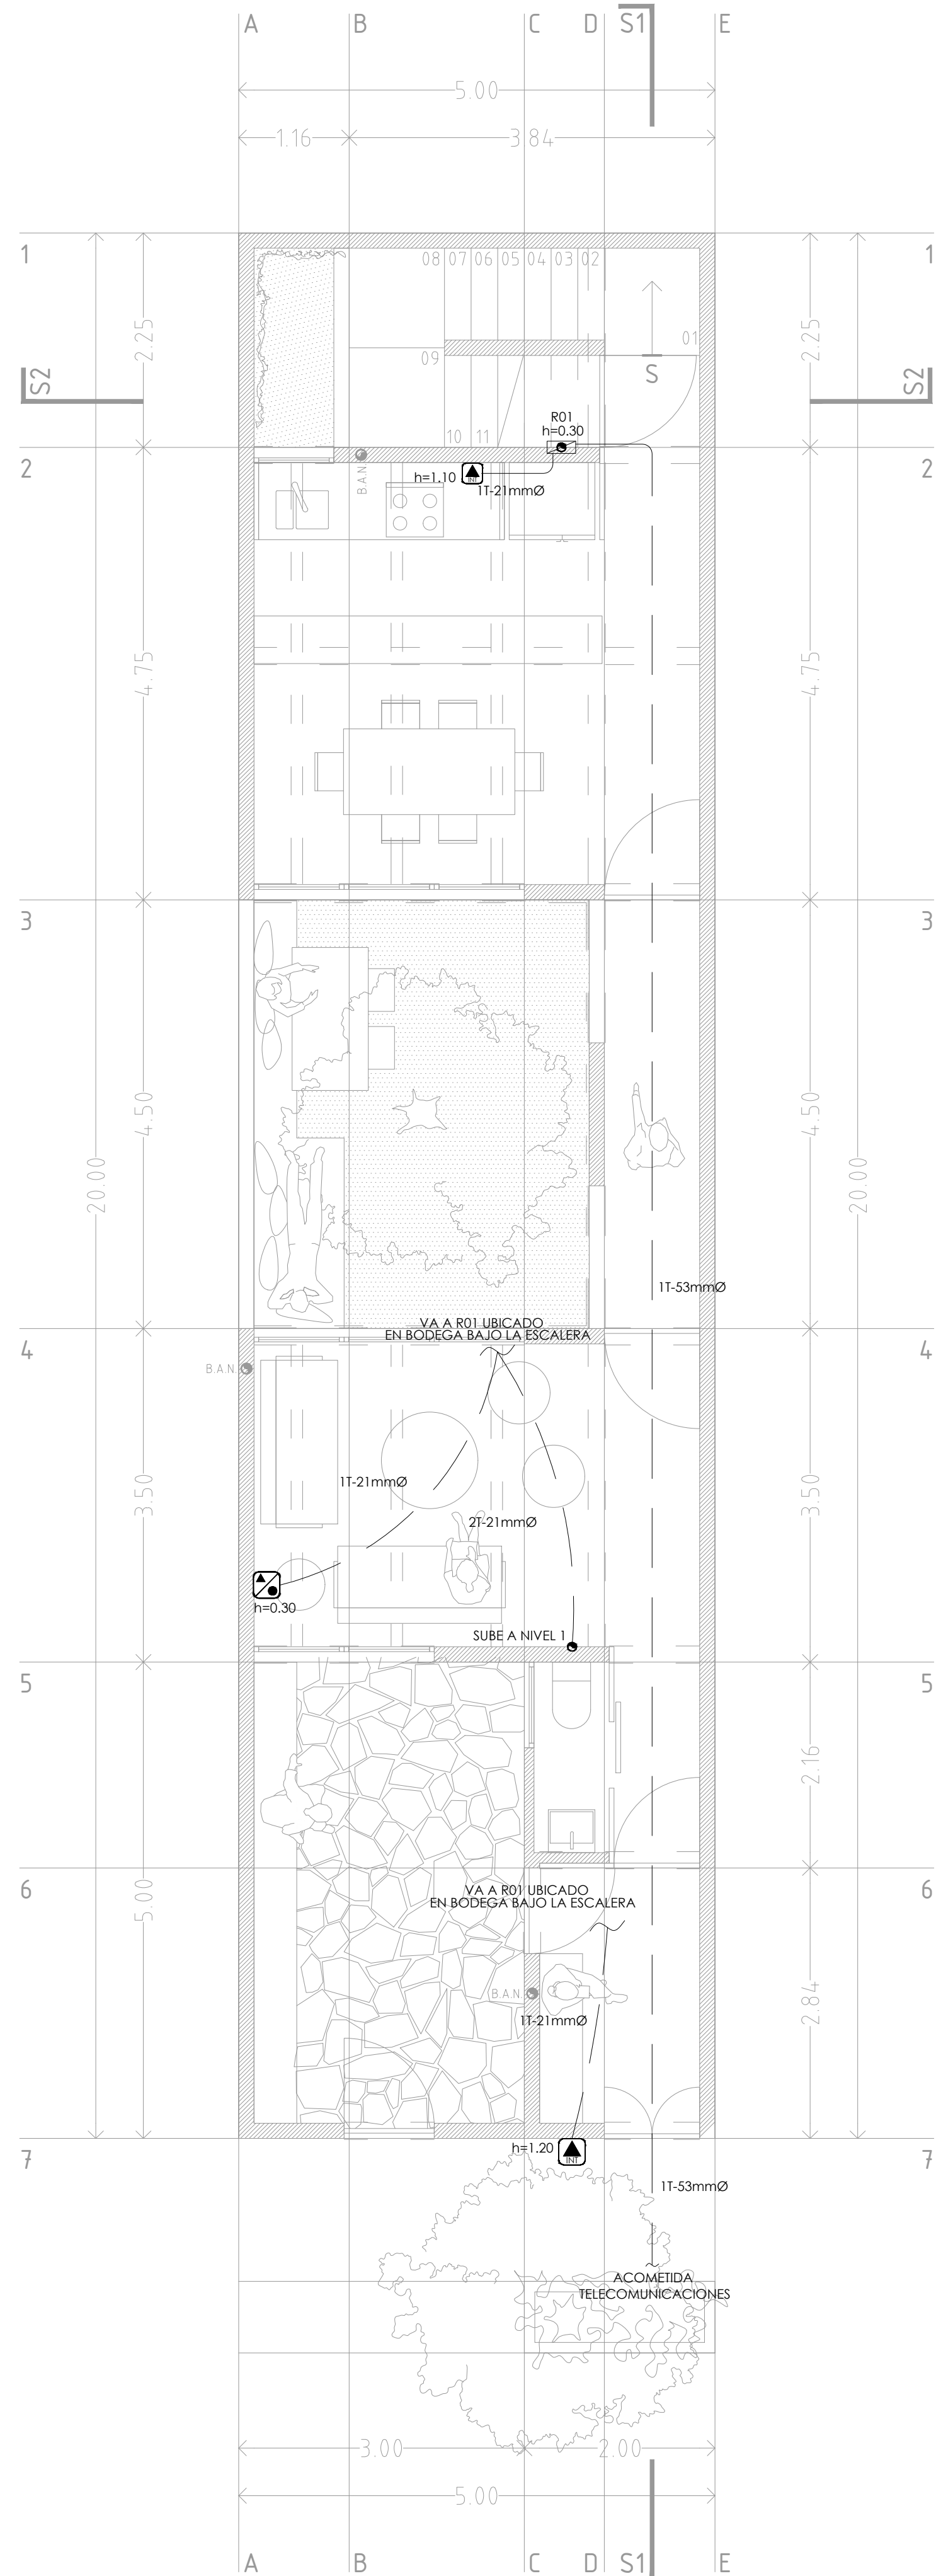 A B C D S1 E
5.00
1.16 3.84
1 1
08 07 06 05 04 03 02
01
2.25 2.25
S2 S2
09
S
10 11
R01
h=0.30
2 2
B.A.N.
h=1.10
INT
1T-21mmØ
4.75 4.75
3 3
4.50 4.50
20.00 20.00
1T-53mmØ
VA A R01 UBICADO
EN BODEGA BAJO LA ESCALERA
4 4
B.A.N.
3.50 3.50
1T-21mmØ
2T-21mmØ
h=0.30
SUBE A NIVEL 1
5 5
2.16
6 6
VA A R01 UBICADO
EN BODEGA BAJO LA ESCALERA
5.00
B.A.N.
2.84
1T-21mmØ
h=1.20
INT
7 7
1T-53mmØ
ACOMETIDA
TELECOMUNICACIONES
3.00 2.00
5.00
A B C D S1 E